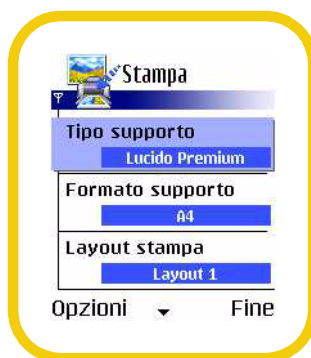 Stampa
Tipo supporto
Lucido Premium
Formato supporto
A4
Layout stampa
Layout 1
Opzioni Fine